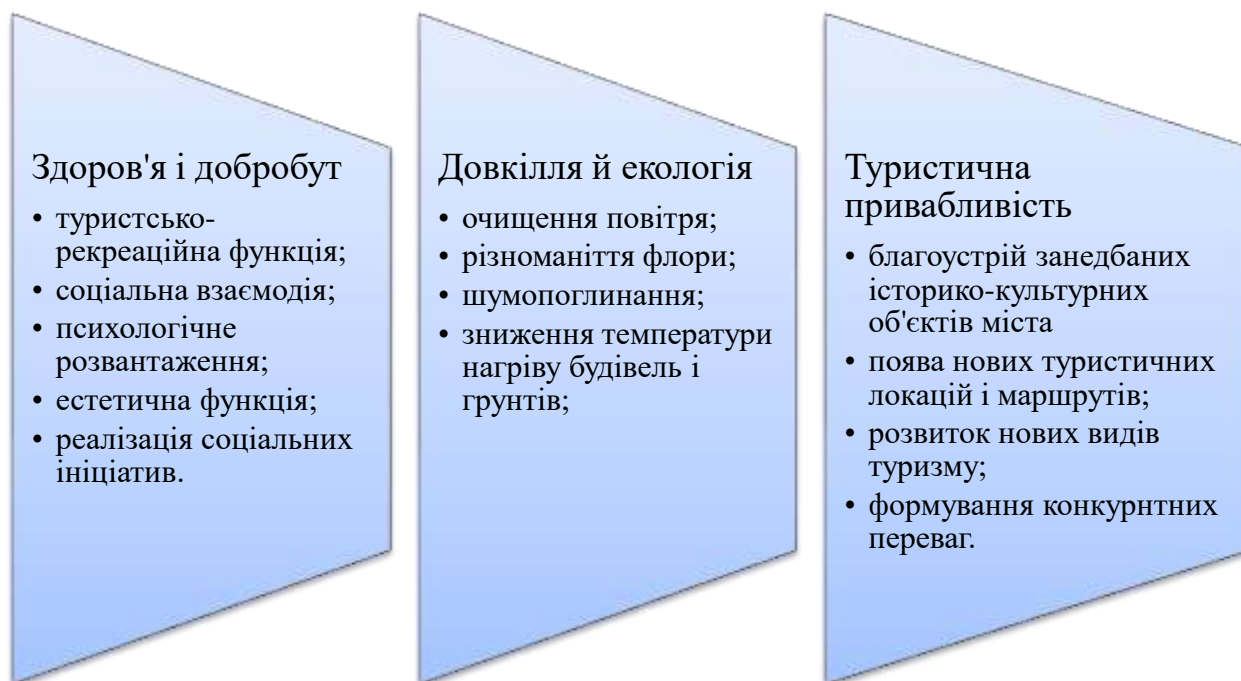 Здоров'я і добробут
• туристсько-
рекреаційна функція;
• соціальна взаємодія;
• психологічне
розвантаження;
• естетична функція;
• реалізація соціальних
ініціатив.
Довкілля й екологія
• очищення повітря;
• різноманіття флори;
• шумопоглинання;
• зниження температури
нагріву будівель і
грунтів;
Туристична
привабливість
• благоустрій занедбаних
історико-культурних
об'єктів міста
• поява нових туристичних
локацій і маршрутів;
• розвиток нових видів
туризму;
• формування конкурнтних
переваг.